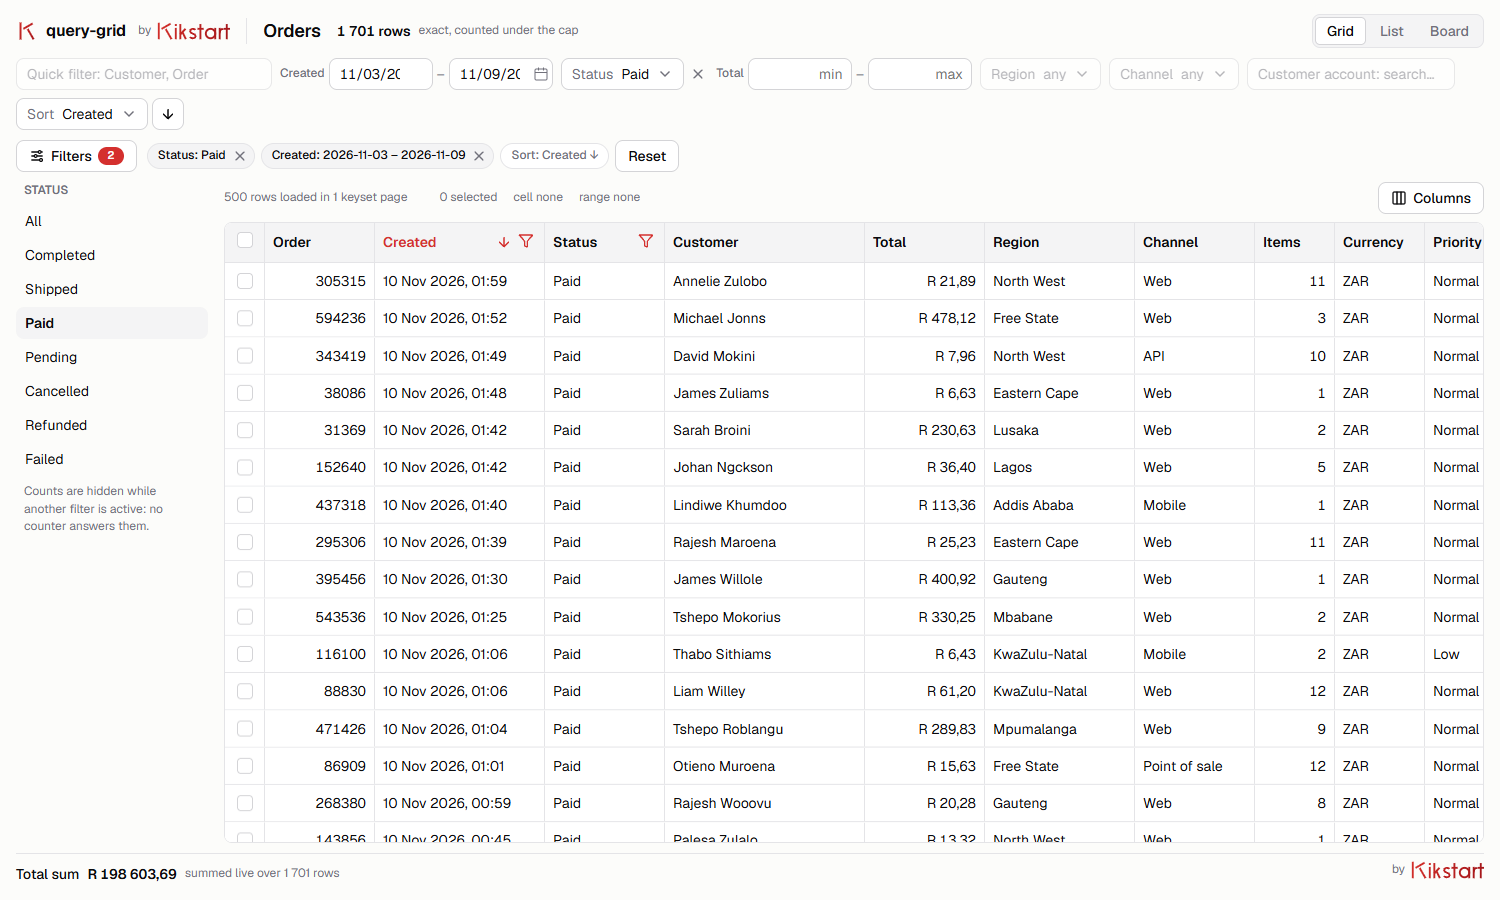 query-grid by Kikstart Orders 1 701 rows exact, counted under the cap Grid List Board
Quick filter: Customer, Order Created 11/03/20 – 11/09/20 Status Paid Total min – max Region any Channel any Customer account: search...
Sort Created
Filters 2 Status: Paid Created: 2026-11-03 – 2026-11-09 Sort: Created ↓ Reset
STATUS
All
Completed
Shipped
Paid
Pending
Cancelled
Refunded
Failed
Counts are hidden while
another filter is active: no
counter answers them.
500 rows loaded in 1 keyset page 0 selected cell none range none Columns
Order Created Status Customer Total Region Channel Items Currency Priority
305315 10 Nov 2026, 01:59 Paid Annelie Zulobo R 21,89 North West Web 11 ZAR Normal
594236 10 Nov 2026, 01:52 Paid Michael Jonns R 478,12 Free State Web 3 ZAR Normal
343419 10 Nov 2026, 01:49 Paid David Mokini R 7,96 North West API 10 ZAR Normal
38086 10 Nov 2026, 01:48 Paid James Zuliams R 6,63 Eastern Cape Web 1 ZAR Normal
31369 10 Nov 2026, 01:42 Paid Sarah Broini R 230,63 Lusaka Web 2 ZAR Normal
152640 10 Nov 2026, 01:42 Paid Johan Ngckson R 36,40 Lagos Web 5 ZAR Normal
437318 10 Nov 2026, 01:40 Paid Lindiwe Khumdoo R 113,36 Addis Ababa Mobile 1 ZAR Normal
295306 10 Nov 2026, 01:39 Paid Rajesh Maroena R 25,23 Eastern Cape Web 11 ZAR Normal
395456 10 Nov 2026, 01:30 Paid James Willole R 400,92 Gauteng Web 1 ZAR Normal
543536 10 Nov 2026, 01:25 Paid Tshepo Mokorius R 330,25 Mbabane Web 2 ZAR Normal
116100 10 Nov 2026, 01:06 Paid Thabo Sithiams R 6,43 KwaZulu-Natal Mobile 2 ZAR Low
88830 10 Nov 2026, 01:06 Paid Liam Willey R 61,20 KwaZulu-Natal Web 12 ZAR Normal
471426 10 Nov 2026, 01:04 Paid Tshepo Roblangu R 289,83 Mpumalanga Web 9 ZAR Normal
86909 10 Nov 2026, 01:01 Paid Otieno Muroena R 15,63 Free State Point of sale 12 ZAR Normal
268380 10 Nov 2026, 00:59 Paid Rajesh Wooovu R 20,28 Gauteng Web 8 ZAR Normal
143856 10 Nov 2026, 00:45 Paid Palesa Zulalo R 13,32 North West Web 1 ZAR Normal
Total sum R 198 603,69 summed live over 1 701 rows by Kikstart